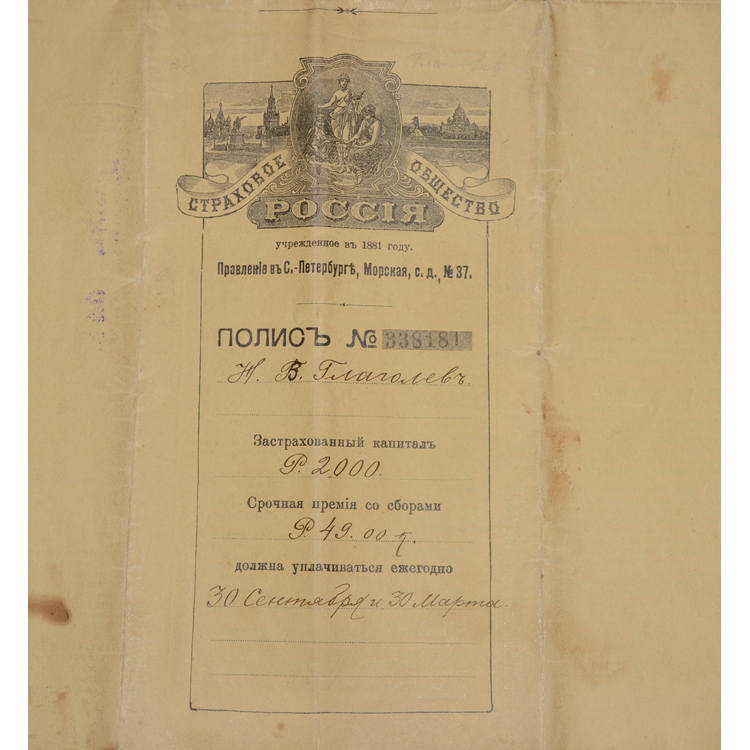 СТРАХОВОЕ ОБЩЕСТВО
РОССІЯ
учрежденное въ 1881 году.
Правленіе въ С.-Петербургѣ, Морская, с. д., № 37.
ПОЛИСЪ № 338181
Н. В. Глаголевъ.
Застрахованный капиталъ
Р. 2000.
Срочная премія со сборами
Р. 49.00 к.
должна уплачиваться ежегодно
30 Сентября и 30 Марта.